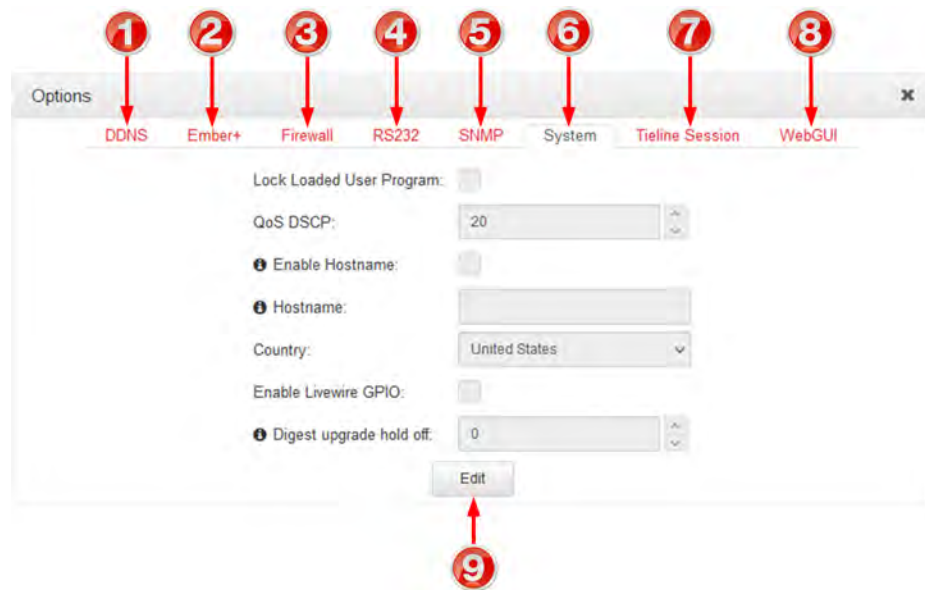 1 2 3 4 5 6 7 8
Options
DDNS Ember+ Firewall RS232 SNMP System Tieline Session WebGUI
Lock Loaded User Program:
QoS DSCP: 20
Enable Hostname:
Hostname:
Country: United States
Enable Livewire GPIO:
Digest upgrade hold off: 0
Edit
9